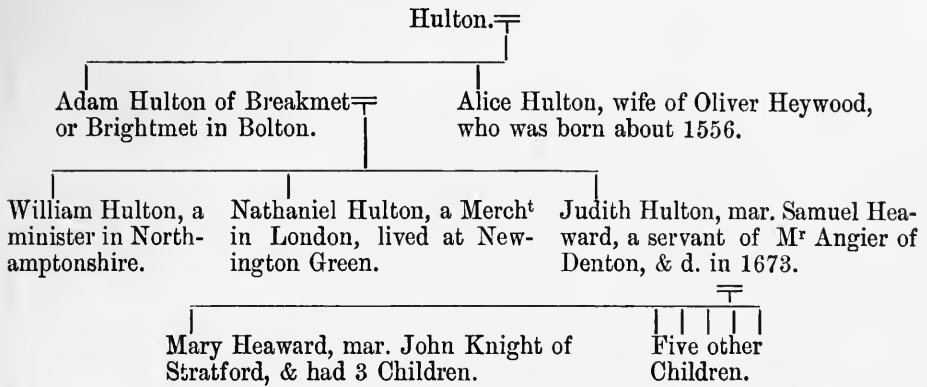 Hulton.
Adam Hulton of Breakmet
or Brightmet in Bolton.
Alice Hulton, wife of Oliver Heywood,
who was born about 1556.
William Hulton, a
minister in North-
amptonshire.
Nathaniel Hulton, a Merchᵗ
in London, lived at New-
ington Green.
Judith Hulton, mar. Samuel Hea-
ward, a servant of Mʳ Angier of
Denton, & d. in 1673.
Mary Heaward, mar. John Knight of
Stratford, & had 3 Children.
Five other
Children.